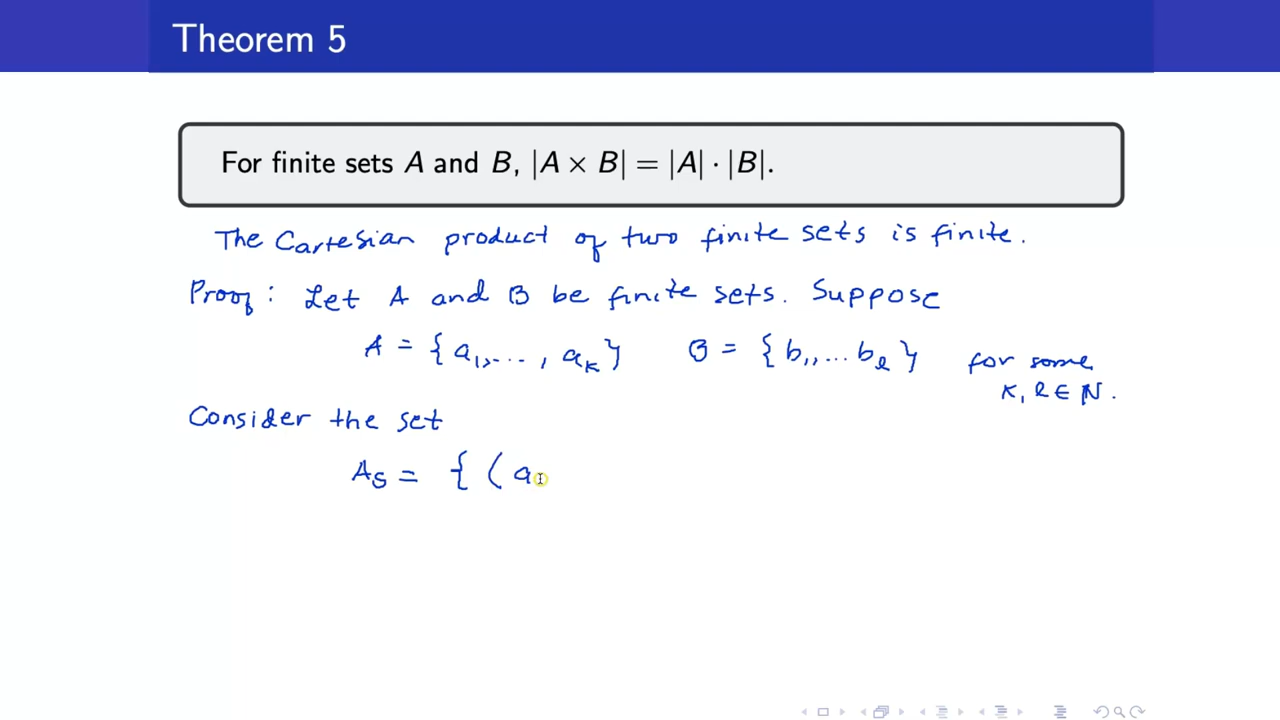 Theorem 5
For finite sets A and B, |A × B| = |A| · |B|.
The Cartesian product of two finite sets is finite.
Proof: Let A and B be finite sets. Suppose
A = {a₁,..., aₖ} B = {b₁,... bₗ} for some
k, l ∈ ℕ.
Consider the set
A₅ = { ( a